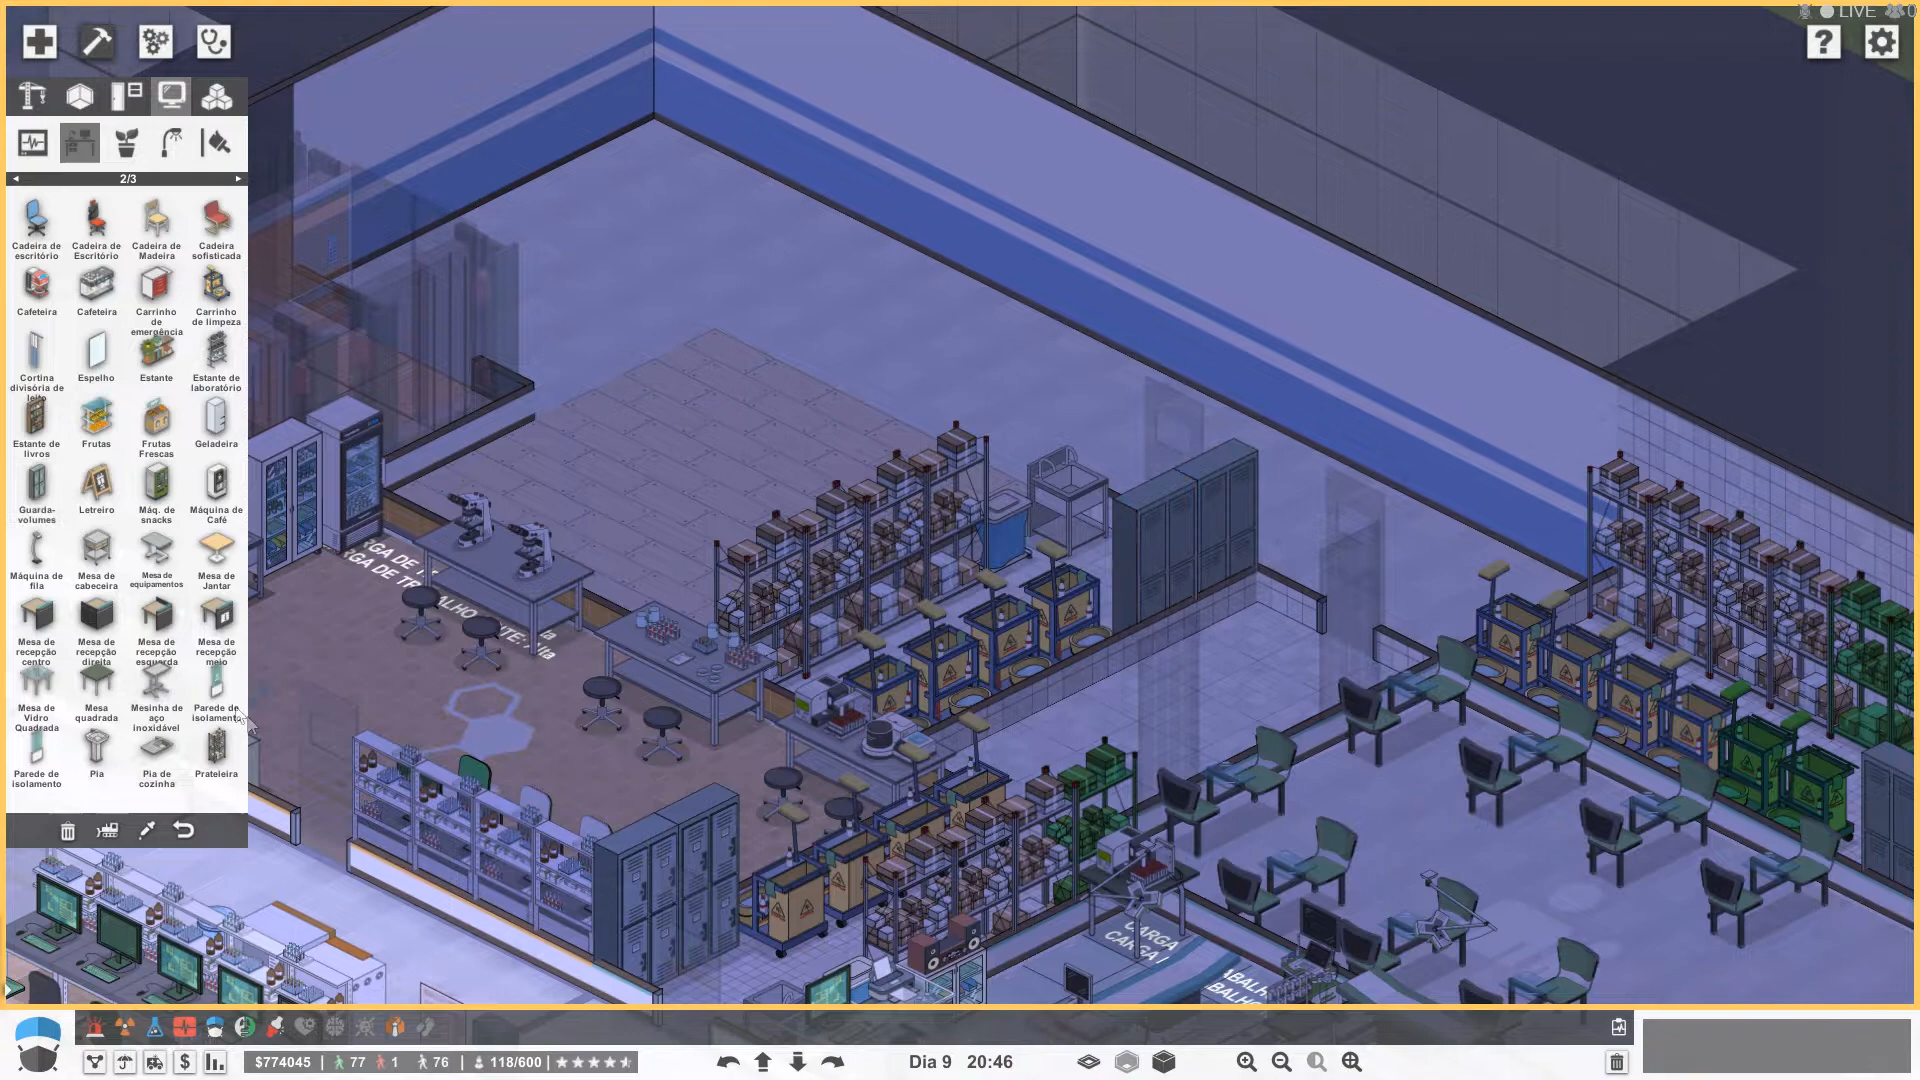 LIVE 0
2/3
Cadeira de escritório
Cadeira de Escritório
Cadeira de Madeira
Cadeira sofisticada
Cafeteira
Cafeteira
Carrinho de emergência
Carrinho de limpeza
Cortina divisória de leito
Espelho
Estante
Estante de laboratório
Estante de livros
Frutas
Frutas Frescas
Geladeira
Guarda-volumes
Letreiro
Máq. de snacks
Máquina de Café
Máquina de fila
Mesa de cabeceira
Mesa de equipamentos
Mesa de Jantar
Mesa de recepção centro
Mesa de recepção direita
Mesa de recepção esquerda
Mesa de recepção meio
Mesa de Vidro Quadrada
Mesa quadrada
Mesinha de aço inoxidável
Parede de isolamento
Parede de isolamento
Pia
Pia de cozinha
Prateleira
CARGA
CARGA
$774045 | 77 1 | 76 | 118/600 |
Dia 9 20:46